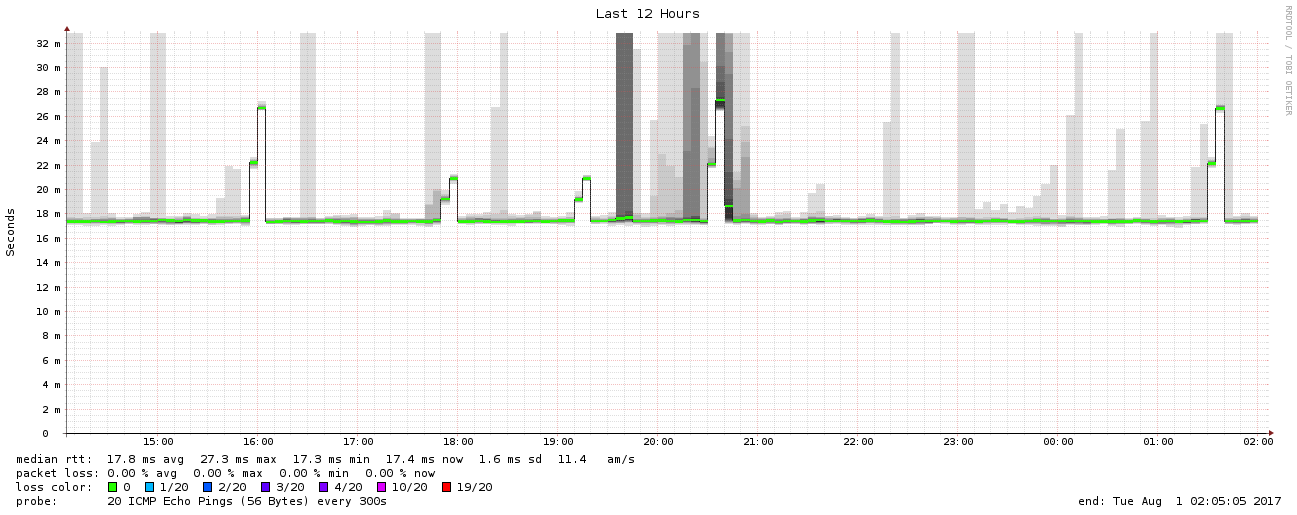 Last 12 Hours
RRDTOOL / TOBI OETIKER
Seconds
32 m
30 m
28 m
26 m
24 m
22 m
20 m
18 m
16 m
14 m
12 m
10 m
8 m
6 m
4 m
2 m
0
15:00 16:00 17:00 18:00 19:00 20:00 21:00 22:00 23:00 00:00 01:00 02:00
median rtt: 17.8 ms avg 27.3 ms max 17.3 ms min 17.4 ms now 1.6 ms sd 11.4 am/s
packet loss: 0.00 % avg 0.00 % max 0.00 % min 0.00 % now
loss color: 0 1/20 2/20 3/20 4/20 10/20 19/20
probe: 20 ICMP Echo Pings (56 Bytes) every 300s end: Tue Aug 1 02:05:05 2017